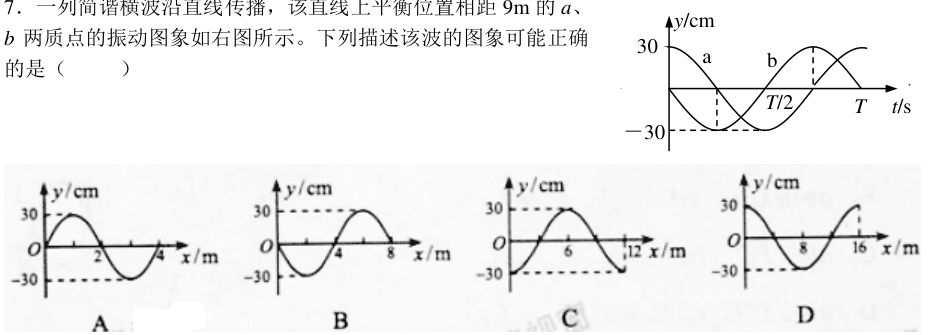 7．一列简谐横波沿直线传播，该直线上平衡位置相距 9m 的 a、
b 两质点的振动图象如右图所示。下列描述该波的图象可能正确
的是（　　）
y/cm
30
a
b
T/2
T
t/s
－30
y/cm
30
O
2
4
x/m
-30
A
y/cm
30
O
4
8
x/m
-30
B
y/cm
30
O
6
12
x/m
-30
C
y/cm
30
O
8
16
x/m
-30
D